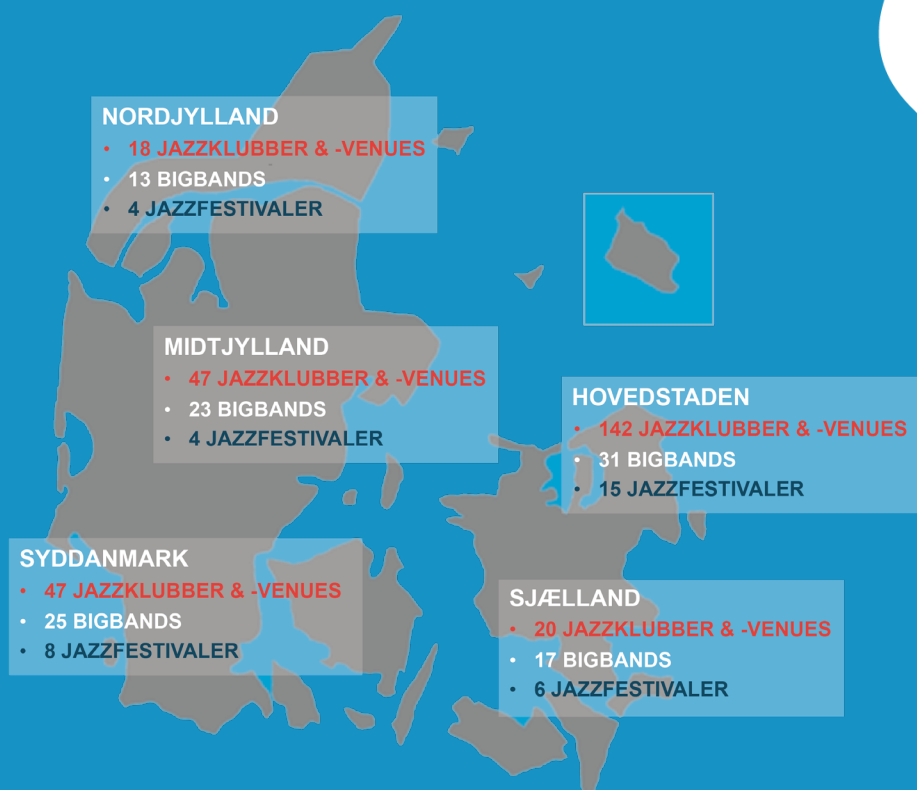 NORDJYLLAND
• 18 JAZZKLUBBER & -VENUES
• 13 BIGBANDS
• 4 JAZZFESTIVALER
MIDTJYLLAND
• 47 JAZZKLUBBER & -VENUES
• 23 BIGBANDS
• 4 JAZZFESTIVALER
HOVEDSTADEN
• 142 JAZZKLUBBER & -VENUES
• 31 BIGBANDS
• 15 JAZZFESTIVALER
SYDDANMARK
• 47 JAZZKLUBBER & -VENUES
• 25 BIGBANDS
• 8 JAZZFESTIVALER
SJÆLLAND
• 20 JAZZKLUBBER & -VENUES
• 17 BIGBANDS
• 6 JAZZFESTIVALER